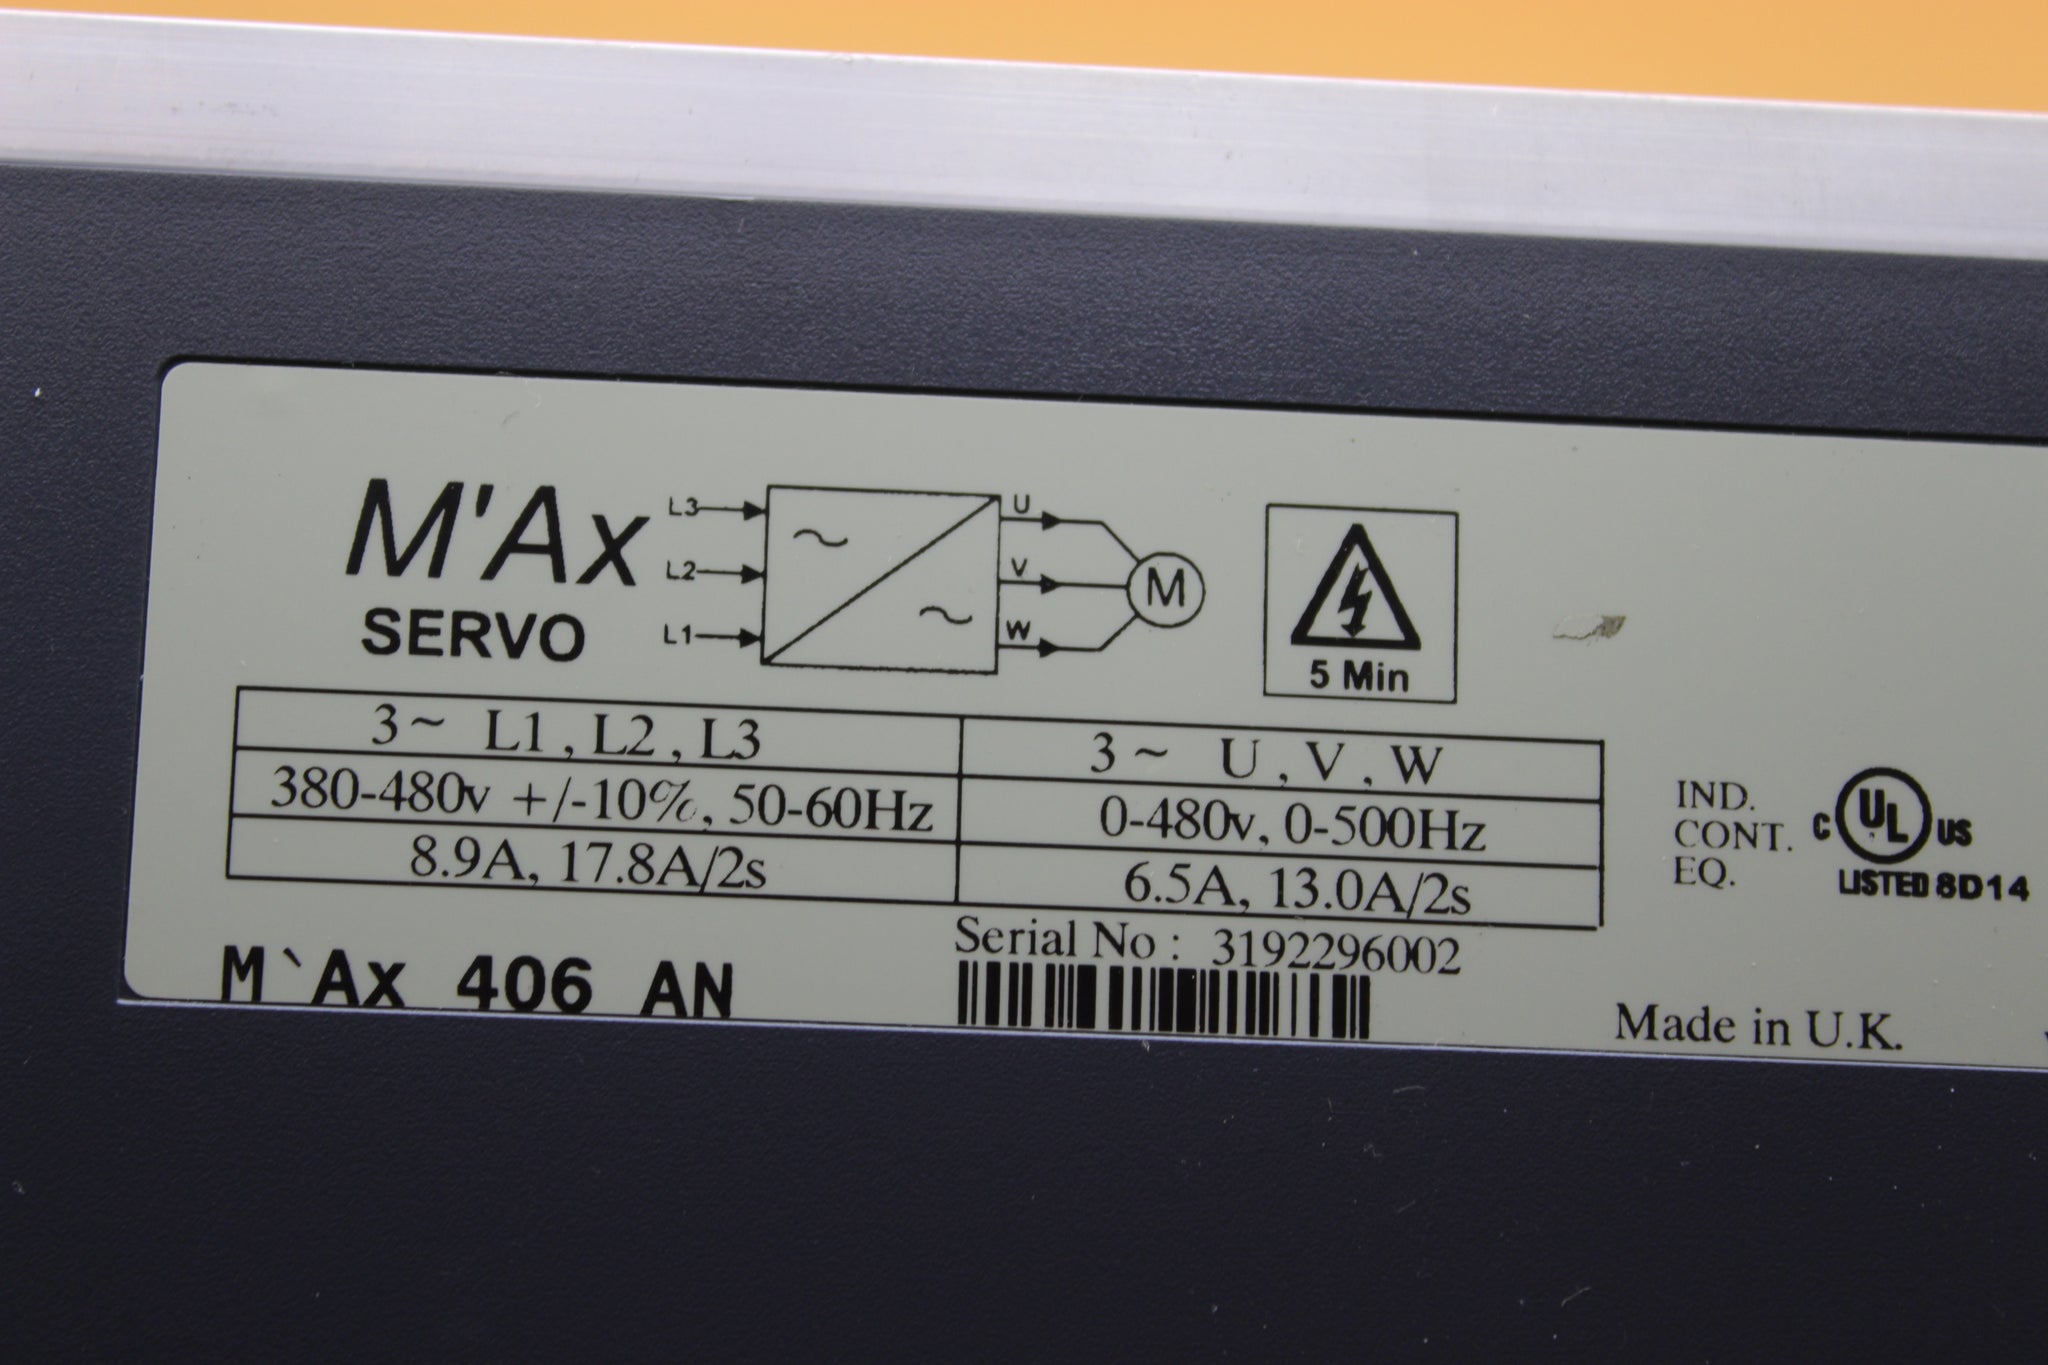 M'Ax
SERVO
L3
L2
L1
~
~
U
V
W
M
5 Min
3~ L1, L2, L3
3~ U, V, W
380-480v +/-10%, 50-60Hz
0-480v, 0-500Hz
8.9A, 17.8A/2s
6.5A, 13.0A/2s
IND.
CONT.
EQ.
C UL US
LISTED 8D14
M`Ax 406 AN
Serial No : 3192296002
Made in U.K.